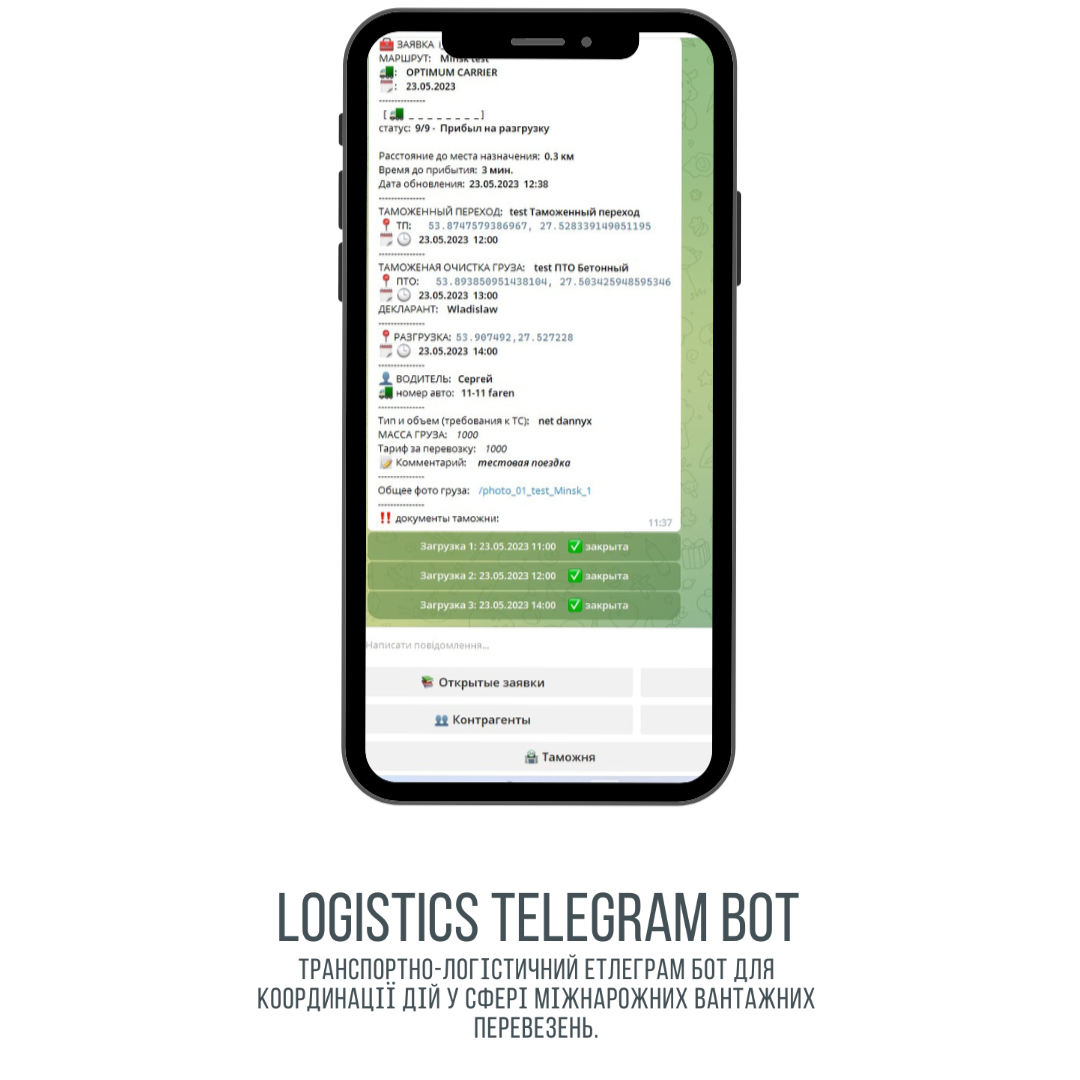 ЗАЯВКА
МАРШРУТ: Minsk test
: OPTIMUM CARRIER
: 23.05.2023
---------------
[ _ _ _ _ _ _ _ _ ]
статус: 9/9 - Прибыл на разгрузку
Расстояние до места назначения: 0.3 км
Время до прибытия: 3 мин.
Дата обновления: 23.05.2023 12:38
---------------
ТАМОЖЕННЫЙ ПЕРЕХОД: test Таможенный переход
ТП: 53.8747579386967, 27.528339149051195
23.05.2023 12:00
---------------
ТАМОЖЕНАЯ ОЧИСТКА ГРУЗА: test ПТО Бетонный
ПТО: 53.893850951438104, 27.503425948595346
23.05.2023 13:00
ДЕКЛАРАНТ: Wladislaw
---------------
РАЗГРУЗКА: 53.907492,27.527228
23.05.2023 14:00
---------------
ВОДИТЕЛЬ: Сергей
номер авто: 11-11 faren
---------------
Тип и объем (требования к ТС): net dannyx
МАССА ГРУЗА: 1000
Тариф за перевозку: 1000
Комментарий: тестовая поездка
---------------
Общее фото груза: /photo_01_test_Minsk_1
---------------
‼ документы таможни:
11:37
Загрузка 1: 23.05.2023 11:00 ✅ закрыта
Загрузка 2: 23.05.2023 12:00 ✅ закрыта
Загрузка 3: 23.05.2023 14:00 ✅ закрыта
Написати повідомлення...
Открытые заявки
Контрагенты
Таможня
LOGISTICS TELEGRAM BOT
ТРАНСПОРТНО-ЛОГІСТИЧНИЙ ЕТЛЕГРАМ БОТ ДЛЯ
КООРДИНАЦІЇ ДІЙ У СФЕРІ МІЖНАРОЖНИХ ВАНТАЖНИХ
ПЕРЕВЕЗЕНЬ.